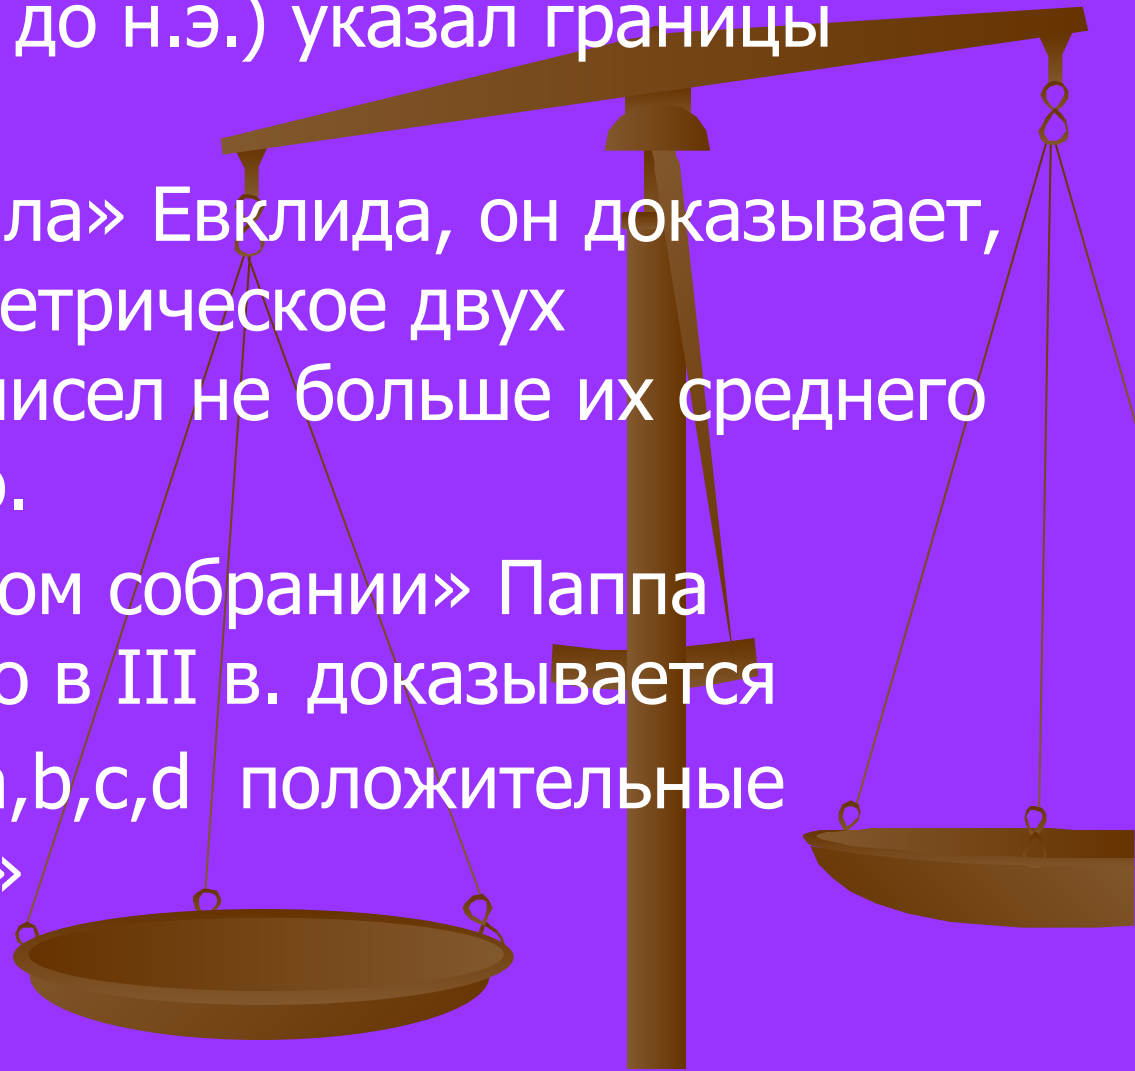 до н.э.) указал границы
ла» Евклида, он доказывает,
етрическое двух
исел не больше их среднего
о.
ом собрании» Паппа
о в III в. доказывается
a,b,c,d положительные
»